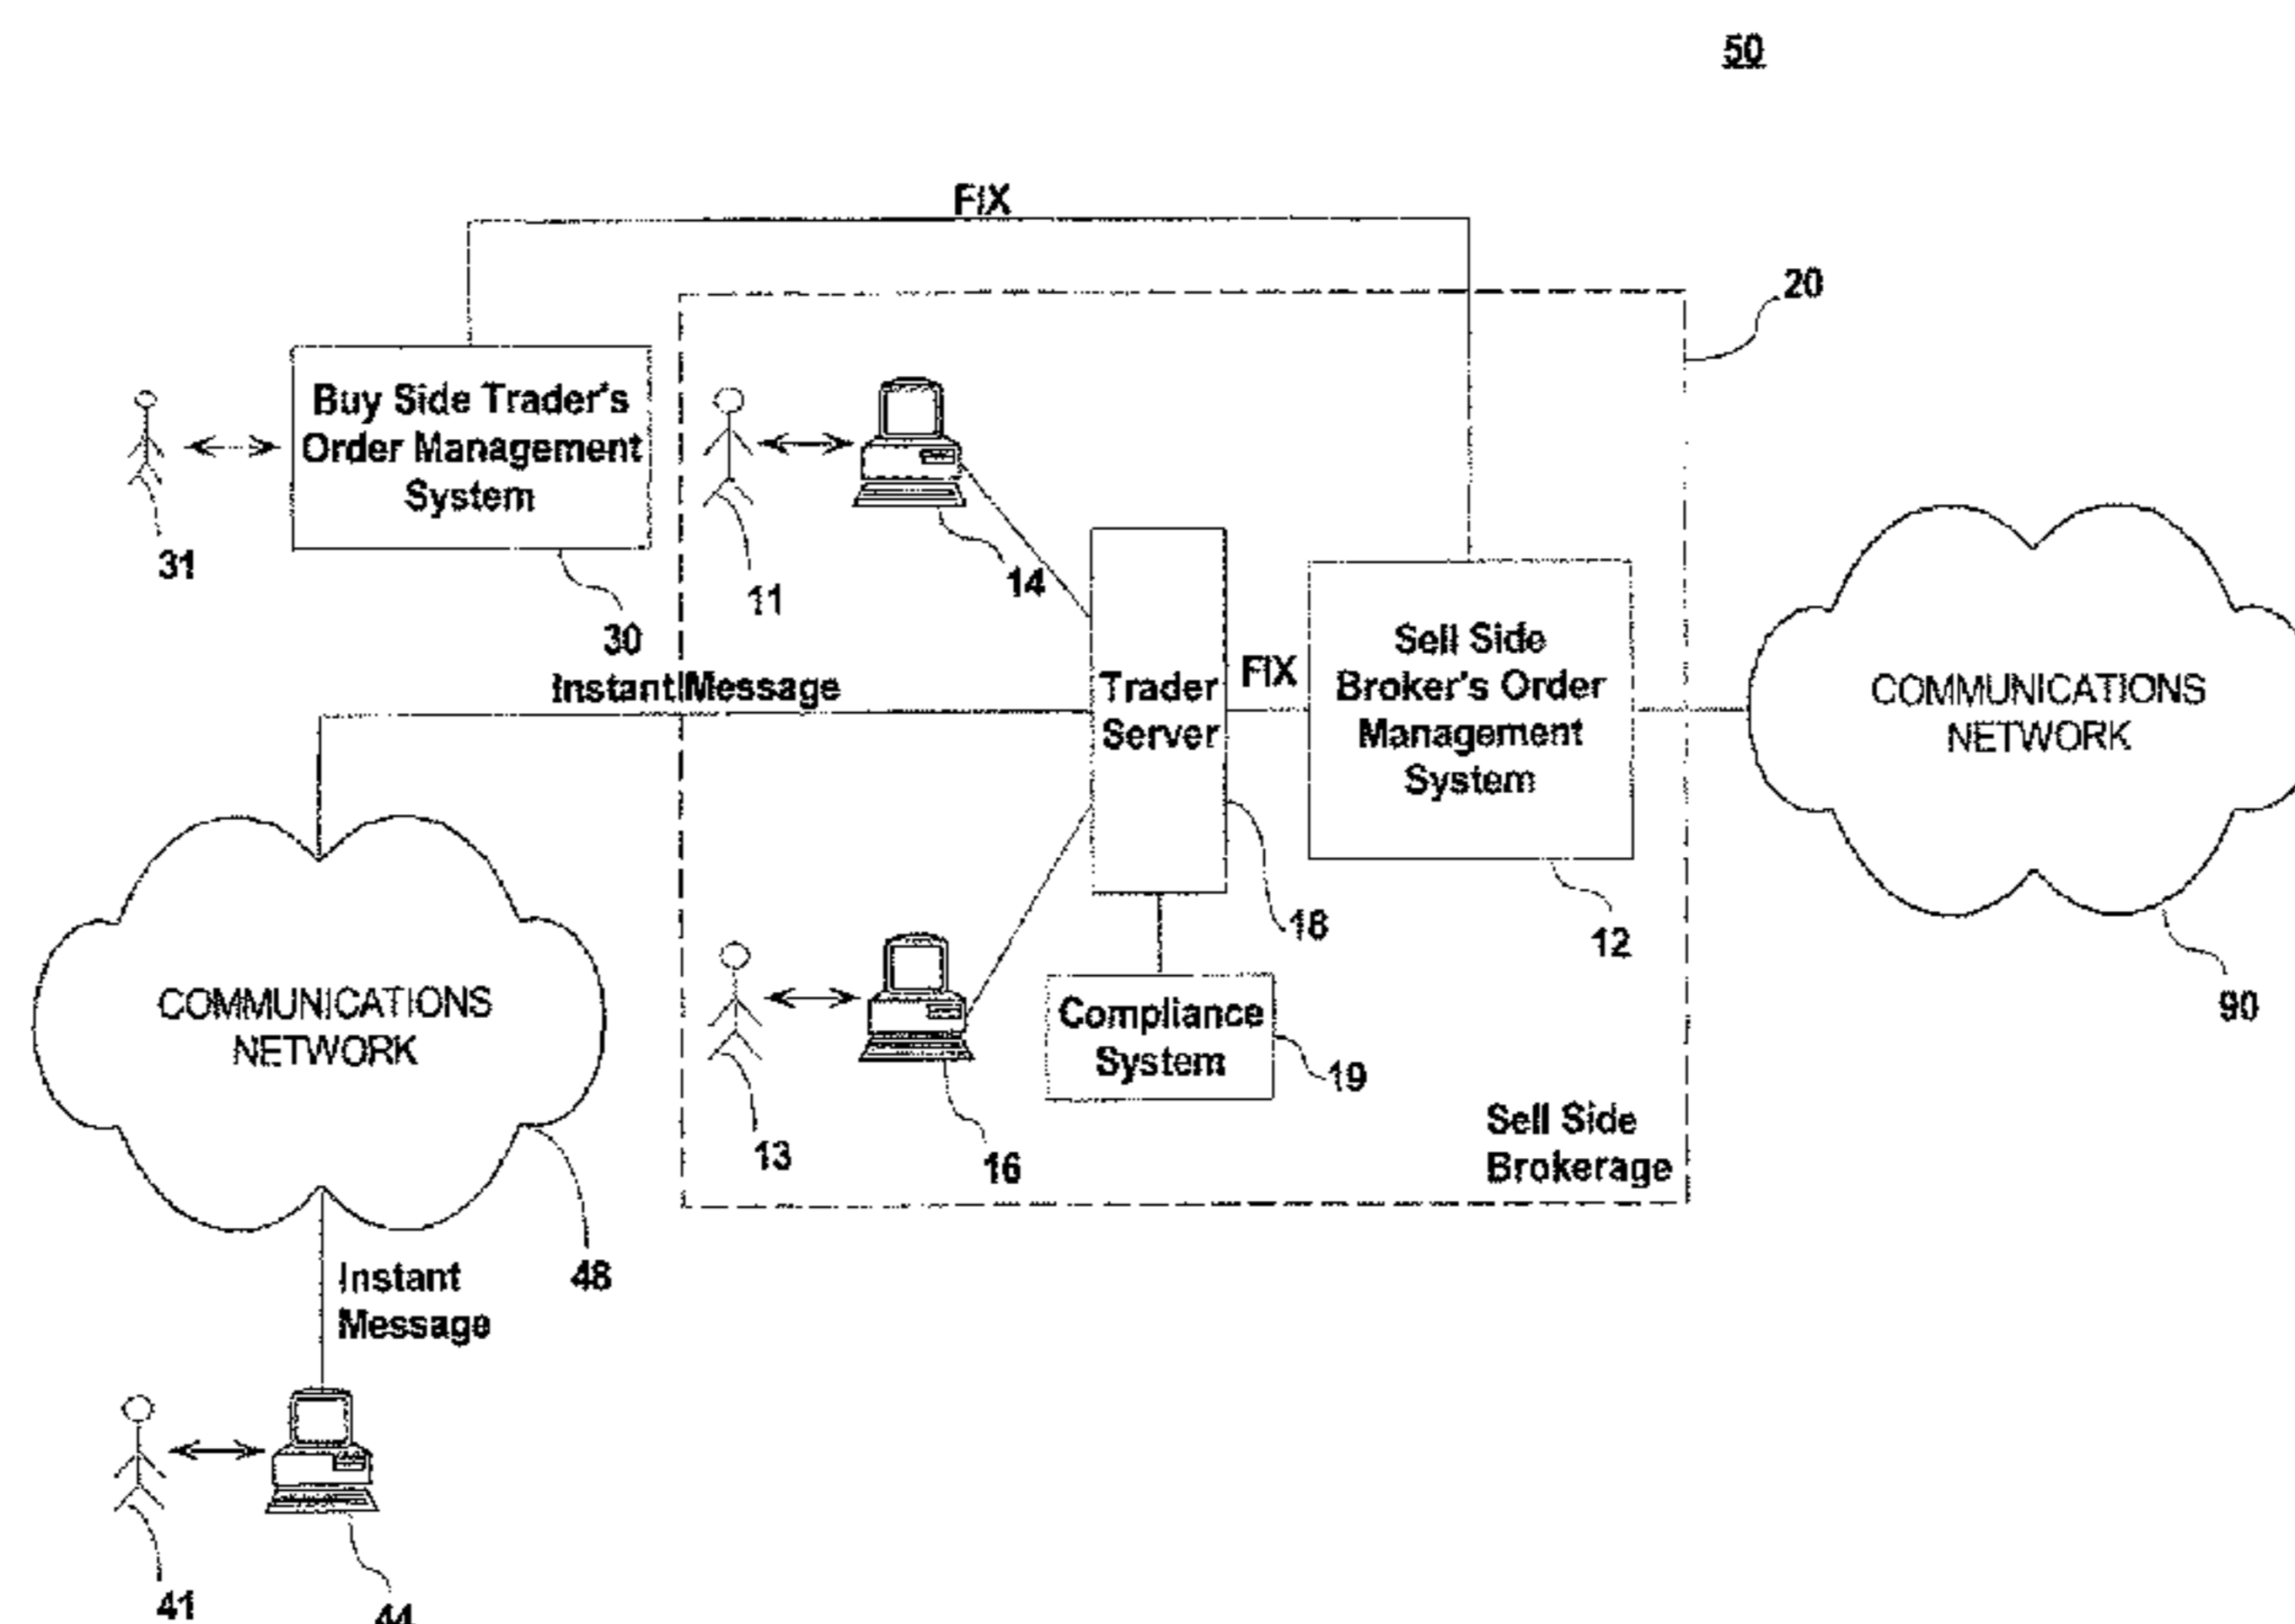 50
FIX
20
Buy Side Trader's
Order Management
System
31
30
11
14
Instant Message
Trader
Server
FIX
Sell Side
Broker's Order
Management
System
COMMUNICATIONS
NETWORK
18
12
90
COMMUNICATIONS
NETWORK
Compliance
System
19
13
16
Sell Side
Brokerage
48
Instant
Message
41
44